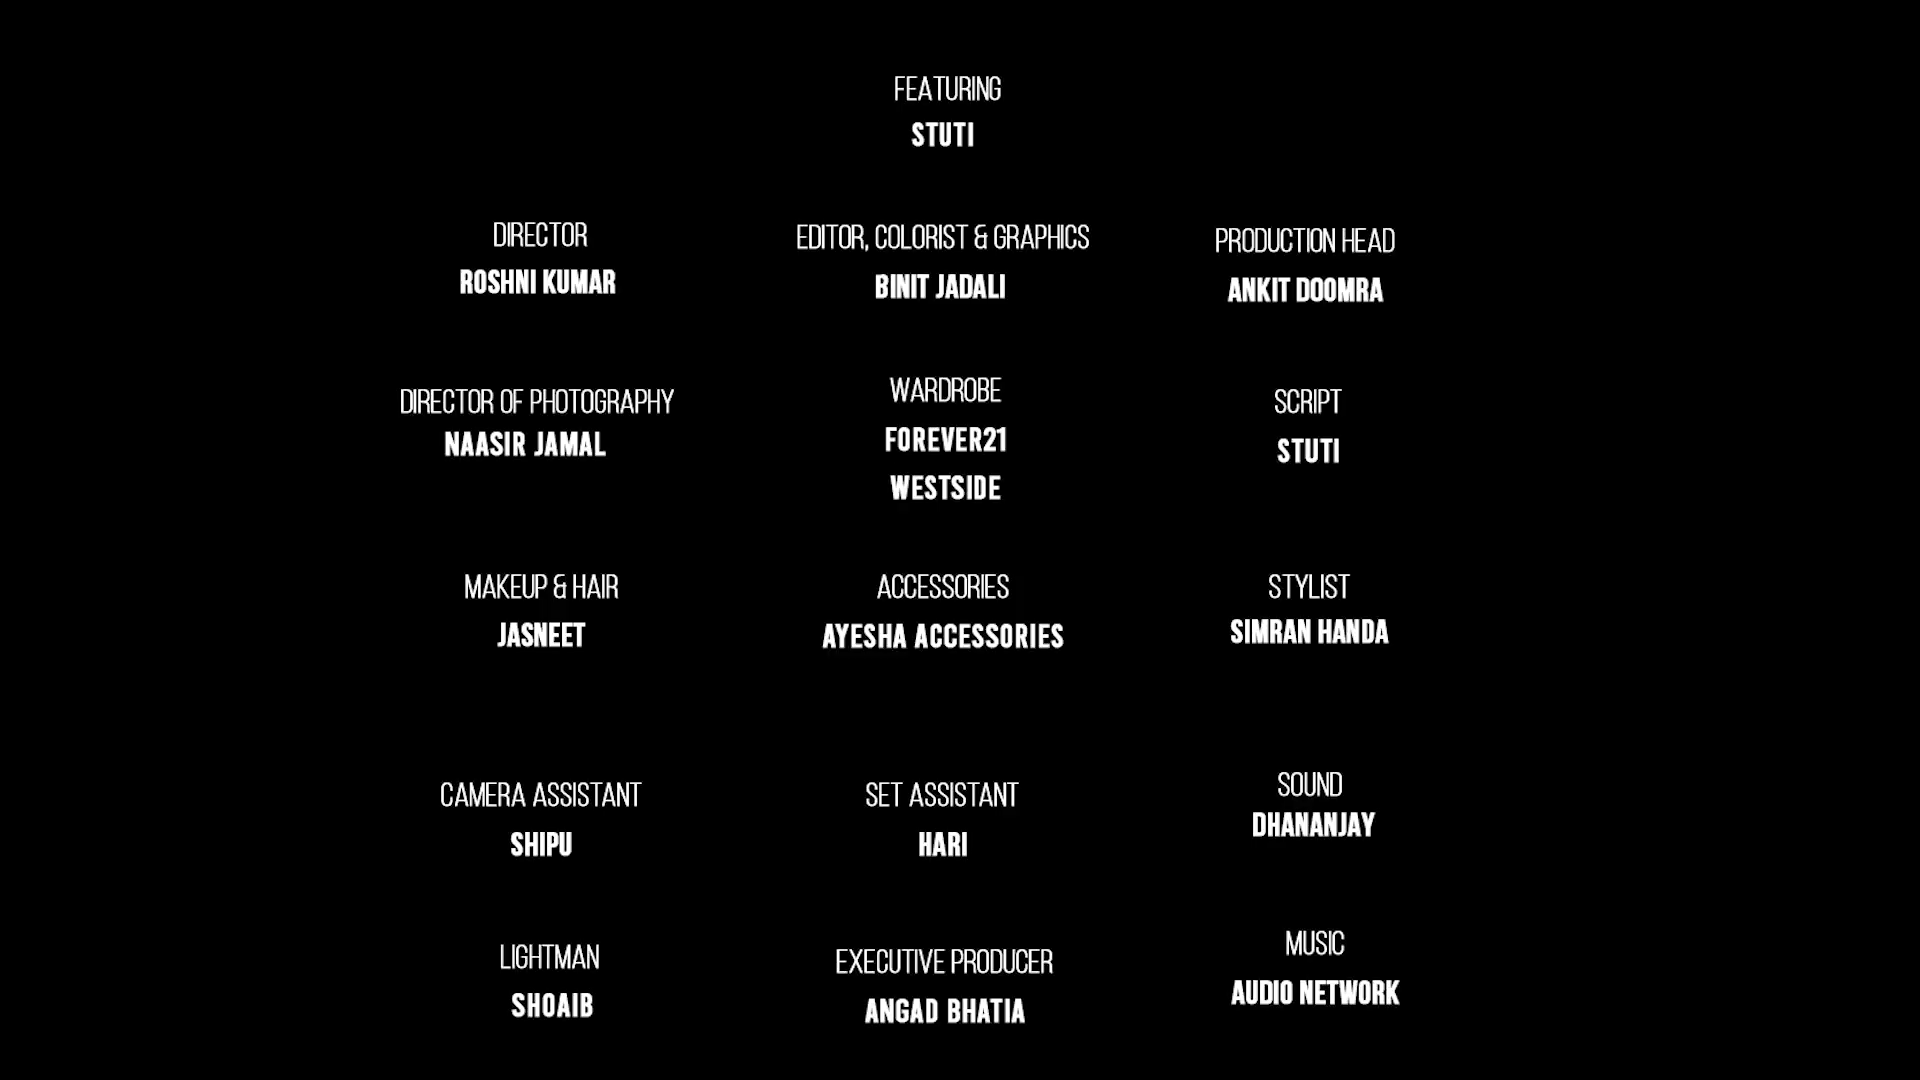 FEATURING
STUTI
DIRECTOR
ROSHNI KUMAR
EDITOR, COLORIST & GRAPHICS
BINIT JADALI
PRODUCTION HEAD
ANKIT DOOMRA
DIRECTOR OF PHOTOGRAPHY
NAASIR JAMAL
WARDROBE
FOREVER21
WESTSIDE
SCRIPT
STUTI
MAKEUP & HAIR
JASNEET
ACCESSORIES
AYESHA ACCESSORIES
STYLIST
SIMRAN HANDA
CAMERA ASSISTANT
SHIPU
SET ASSISTANT
HARI
SOUND
DHANANJAY
LIGHTMAN
SHOAIB
EXECUTIVE PRODUCER
ANGAD BHATIA
MUSIC
AUDIO NETWORK